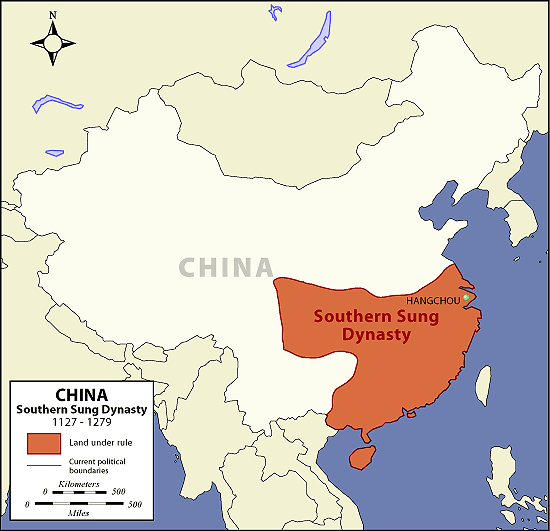 N
CHINA
HANGCHOU
Southern Sung
Dynasty
CHINA
Southern Sung Dynasty
1127 - 1279
Land under rule
Current political
boundaries
Kilometers
0 500
0 500
Miles